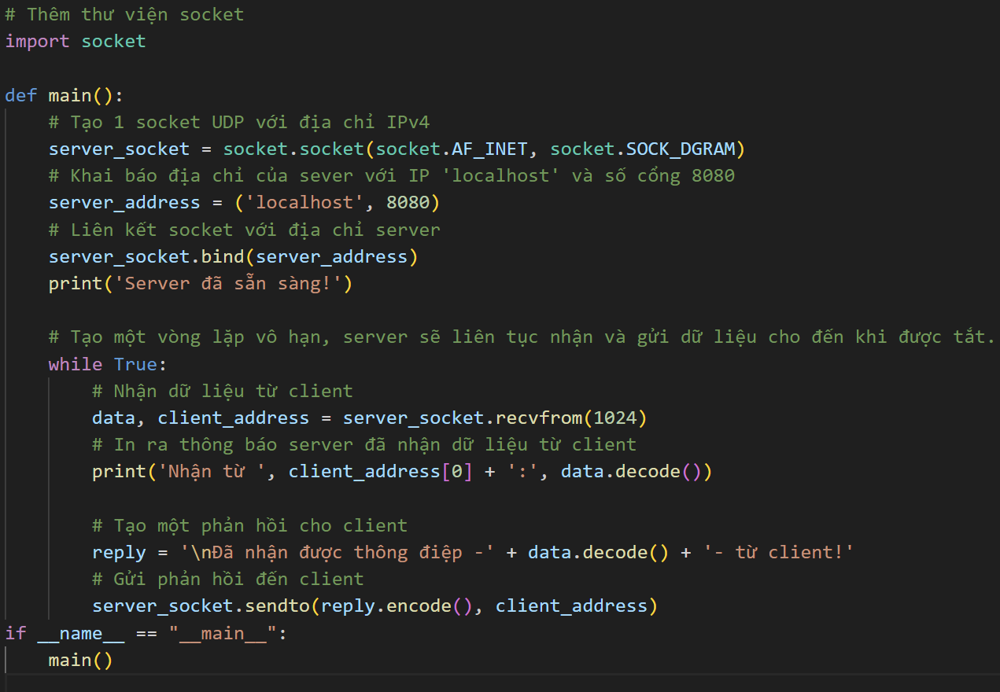 # Thêm thư viện socket
import socket

def main():
    # Tạo 1 socket UDP với địa chỉ IPv4
    server_socket = socket.socket(socket.AF_INET, socket.SOCK_DGRAM)
    # Khai báo địa chỉ của sever với IP 'localhost' và số cổng 8080
    server_address = ('localhost', 8080)
    # Liên kết socket với địa chỉ server
    server_socket.bind(server_address)
    print('Server đã sẵn sàng!')

    # Tạo một vòng lặp vô hạn, server sẽ liên tục nhận và gửi dữ liệu cho đến khi được tắt.
    while True:
        # Nhận dữ liệu từ client
        data, client_address = server_socket.recvfrom(1024)
        # In ra thông báo server đã nhận dữ liệu từ client
        print('Nhận từ ', client_address[0] + ':', data.decode())

        # Tạo một phản hồi cho client
        reply = '\nĐã nhận được thông điệp -' + data.decode() + '- từ client!'
        # Gửi phản hồi đến client
        server_socket.sendto(reply.encode(), client_address)
if __name__ == "__main__":
    main()